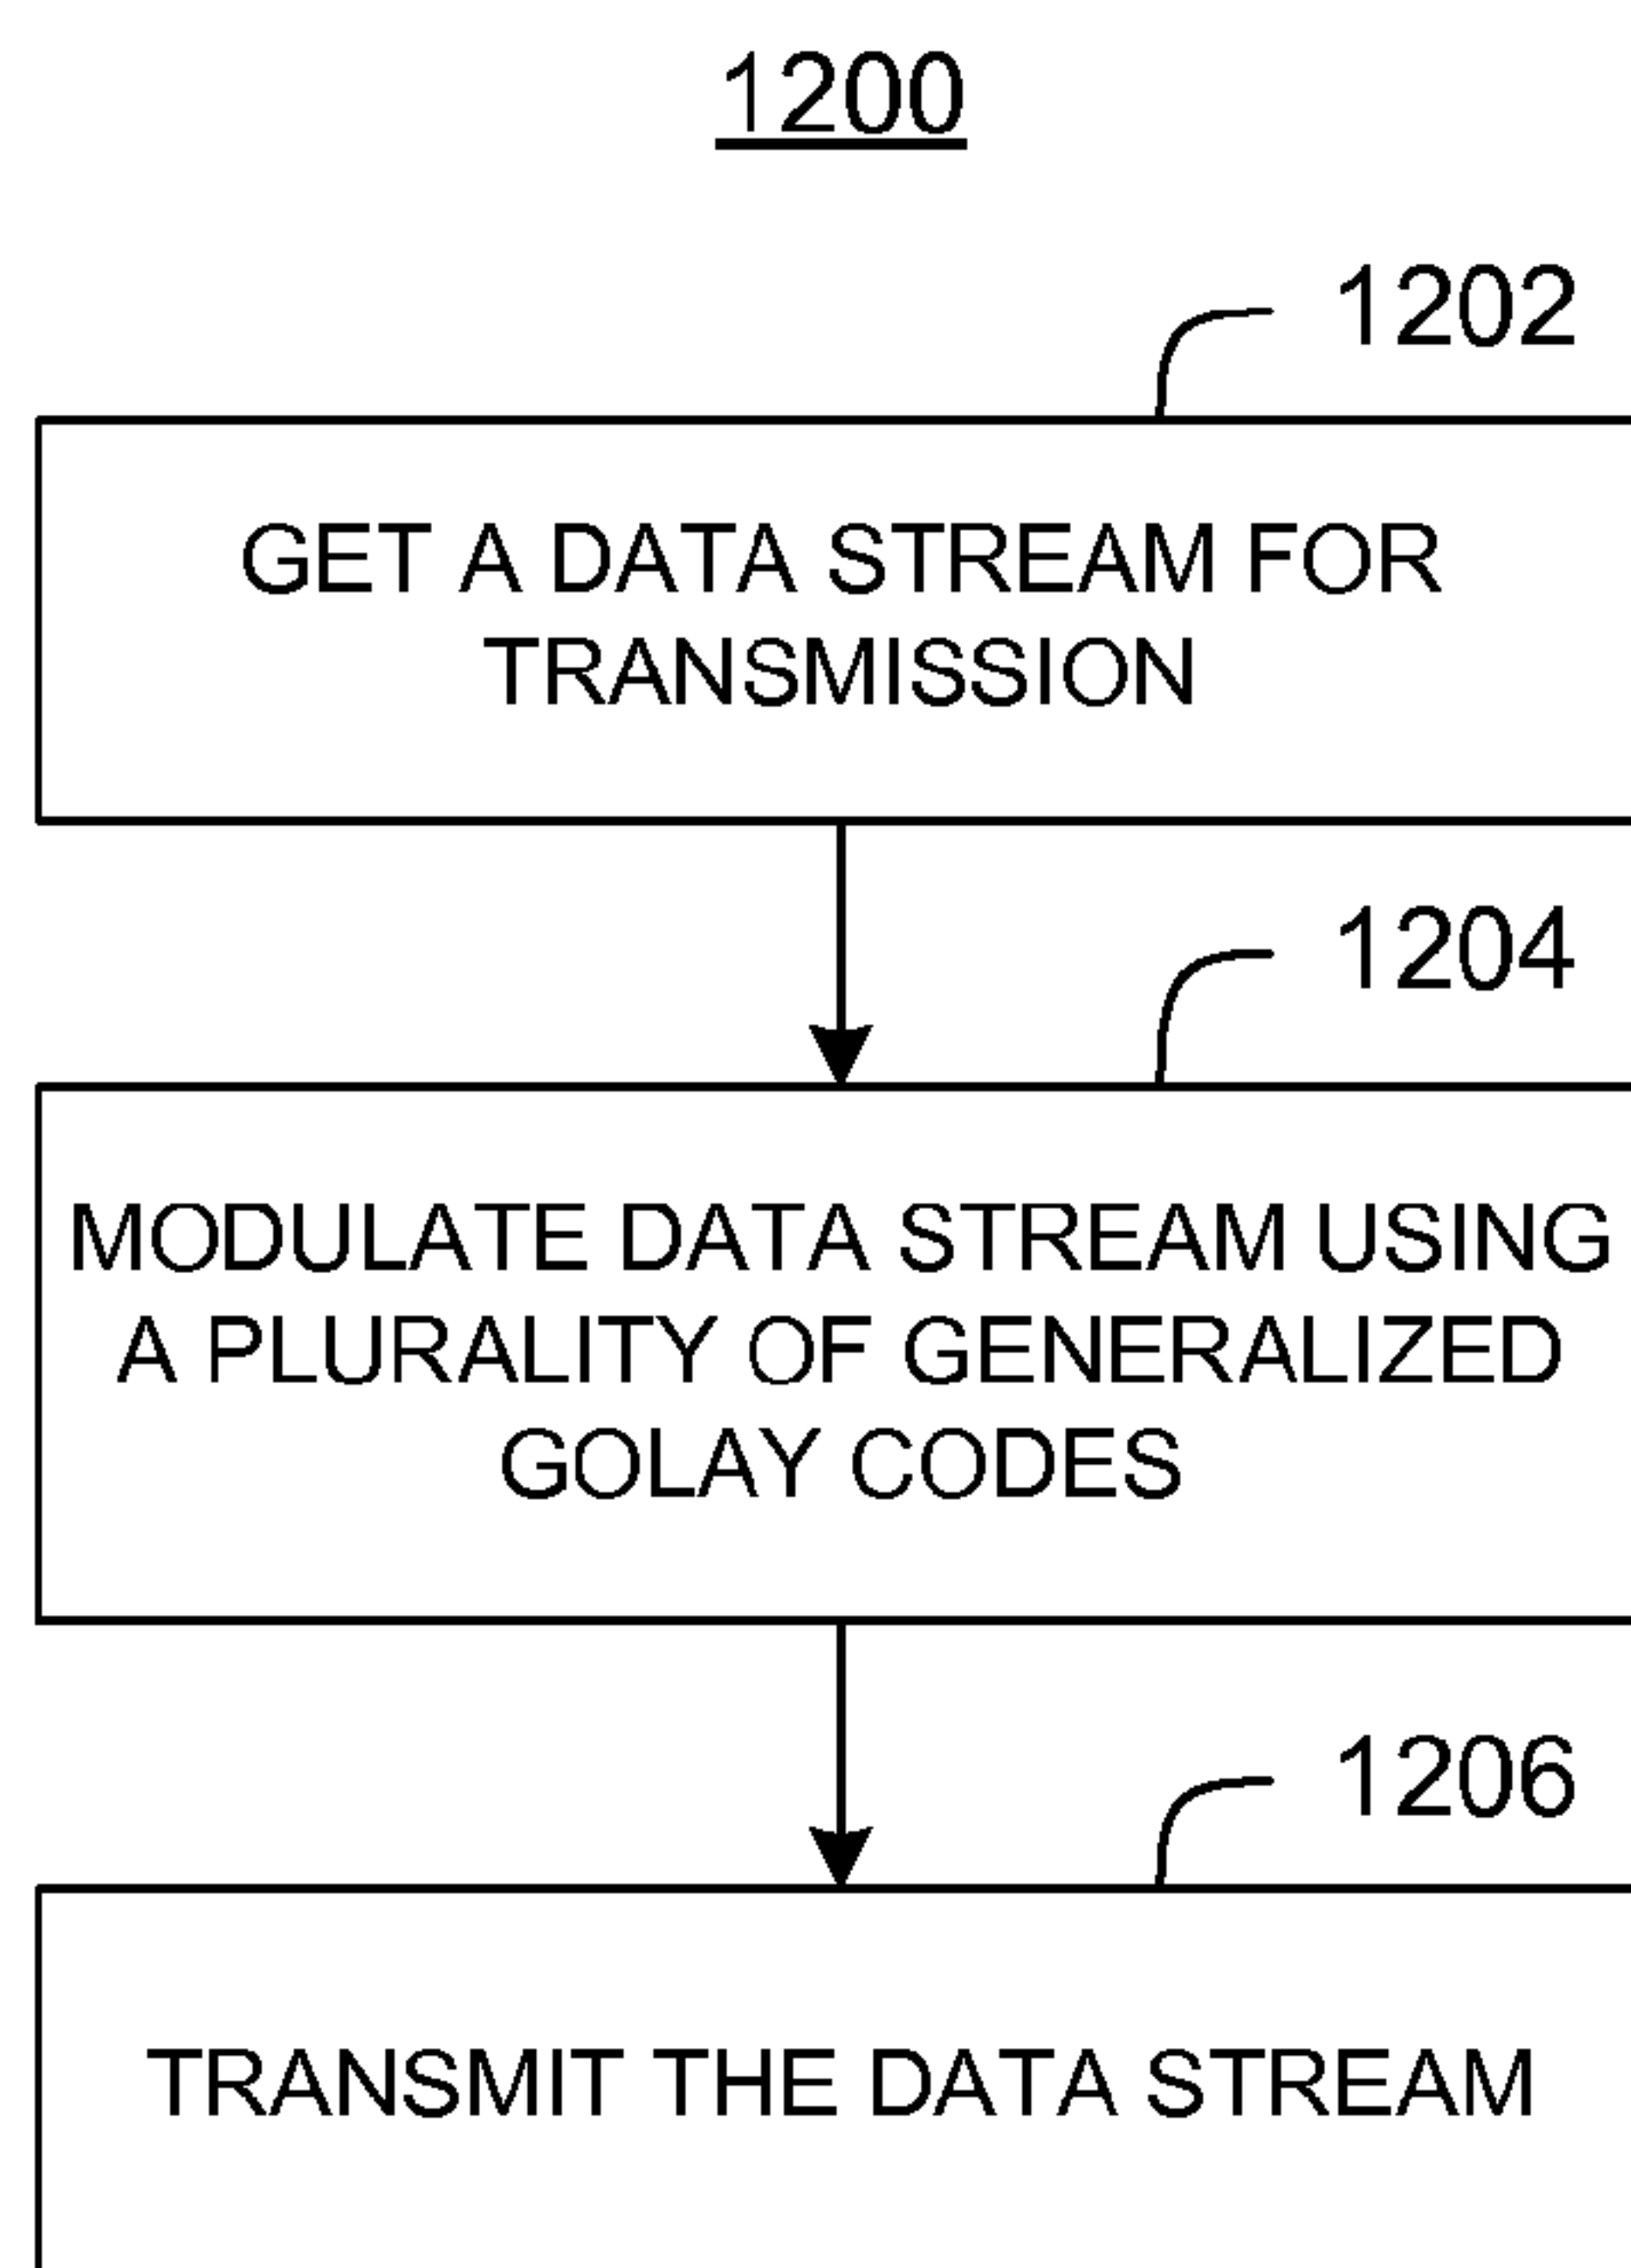 1200
1202
GET A DATA STREAM FOR
TRANSMISSION
1204
MODULATE DATA STREAM USING
A PLURALITY OF GENERALIZED
GOLAY CODES
1206
TRANSMIT THE DATA STREAM